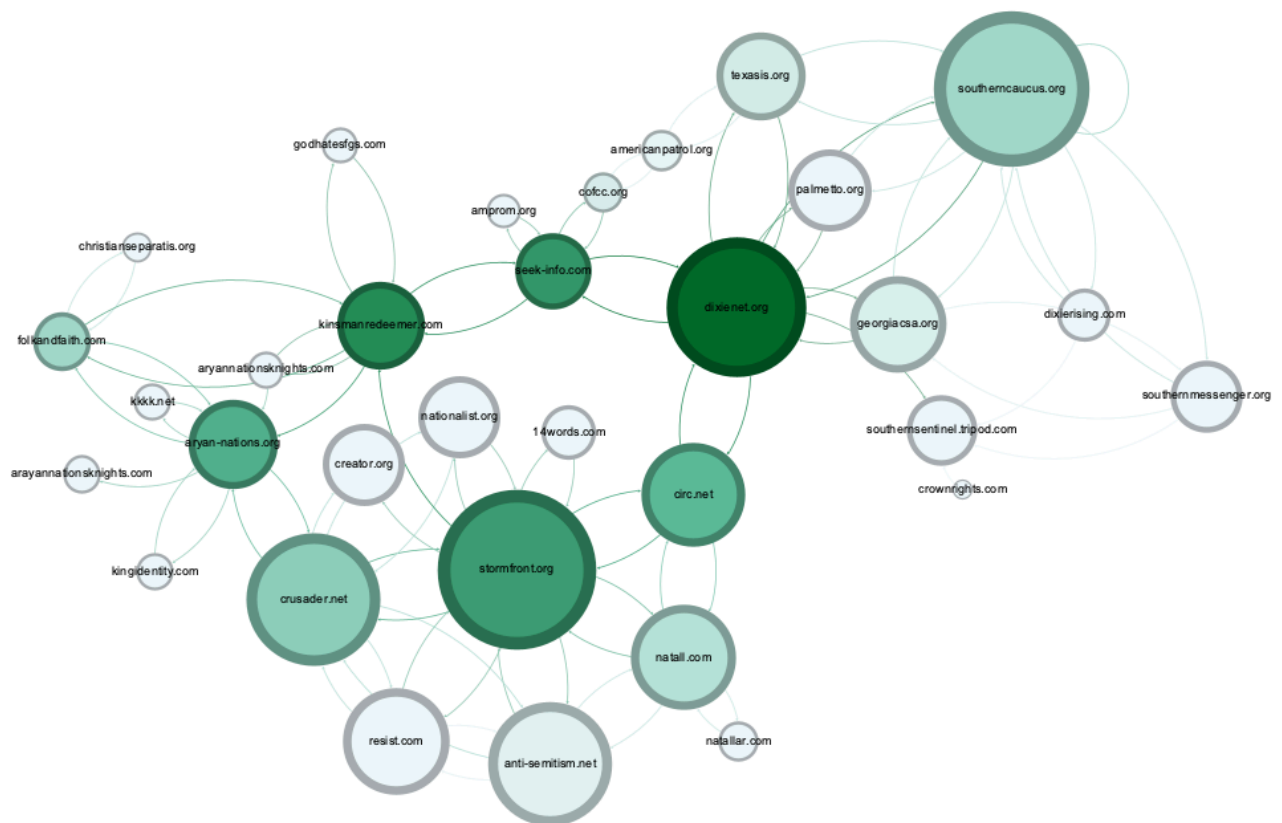 texasis.org
southerncaucus.org
godhatesfgs.com
americanpatrol.org
palmetto.org
cofcc.org
amprom.org
christianseparatis.org
seek-info.com
dixienet.org
dixierising.com
kinsmanredeemer.com
georgiacsa.org
folkandfaith.com
aryannationsknights.com
southernmessenger.org
kkkk.net
nationalist.org
southernsentinel.tripod.com
14words.com
aryan-nations.org
creator.org
arayannationsknights.com
crownrights.com
circ.net
stormfront.org
kingidentity.com
crusader.net
natall.com
resist.com
natallar.com
anti-semitism.net